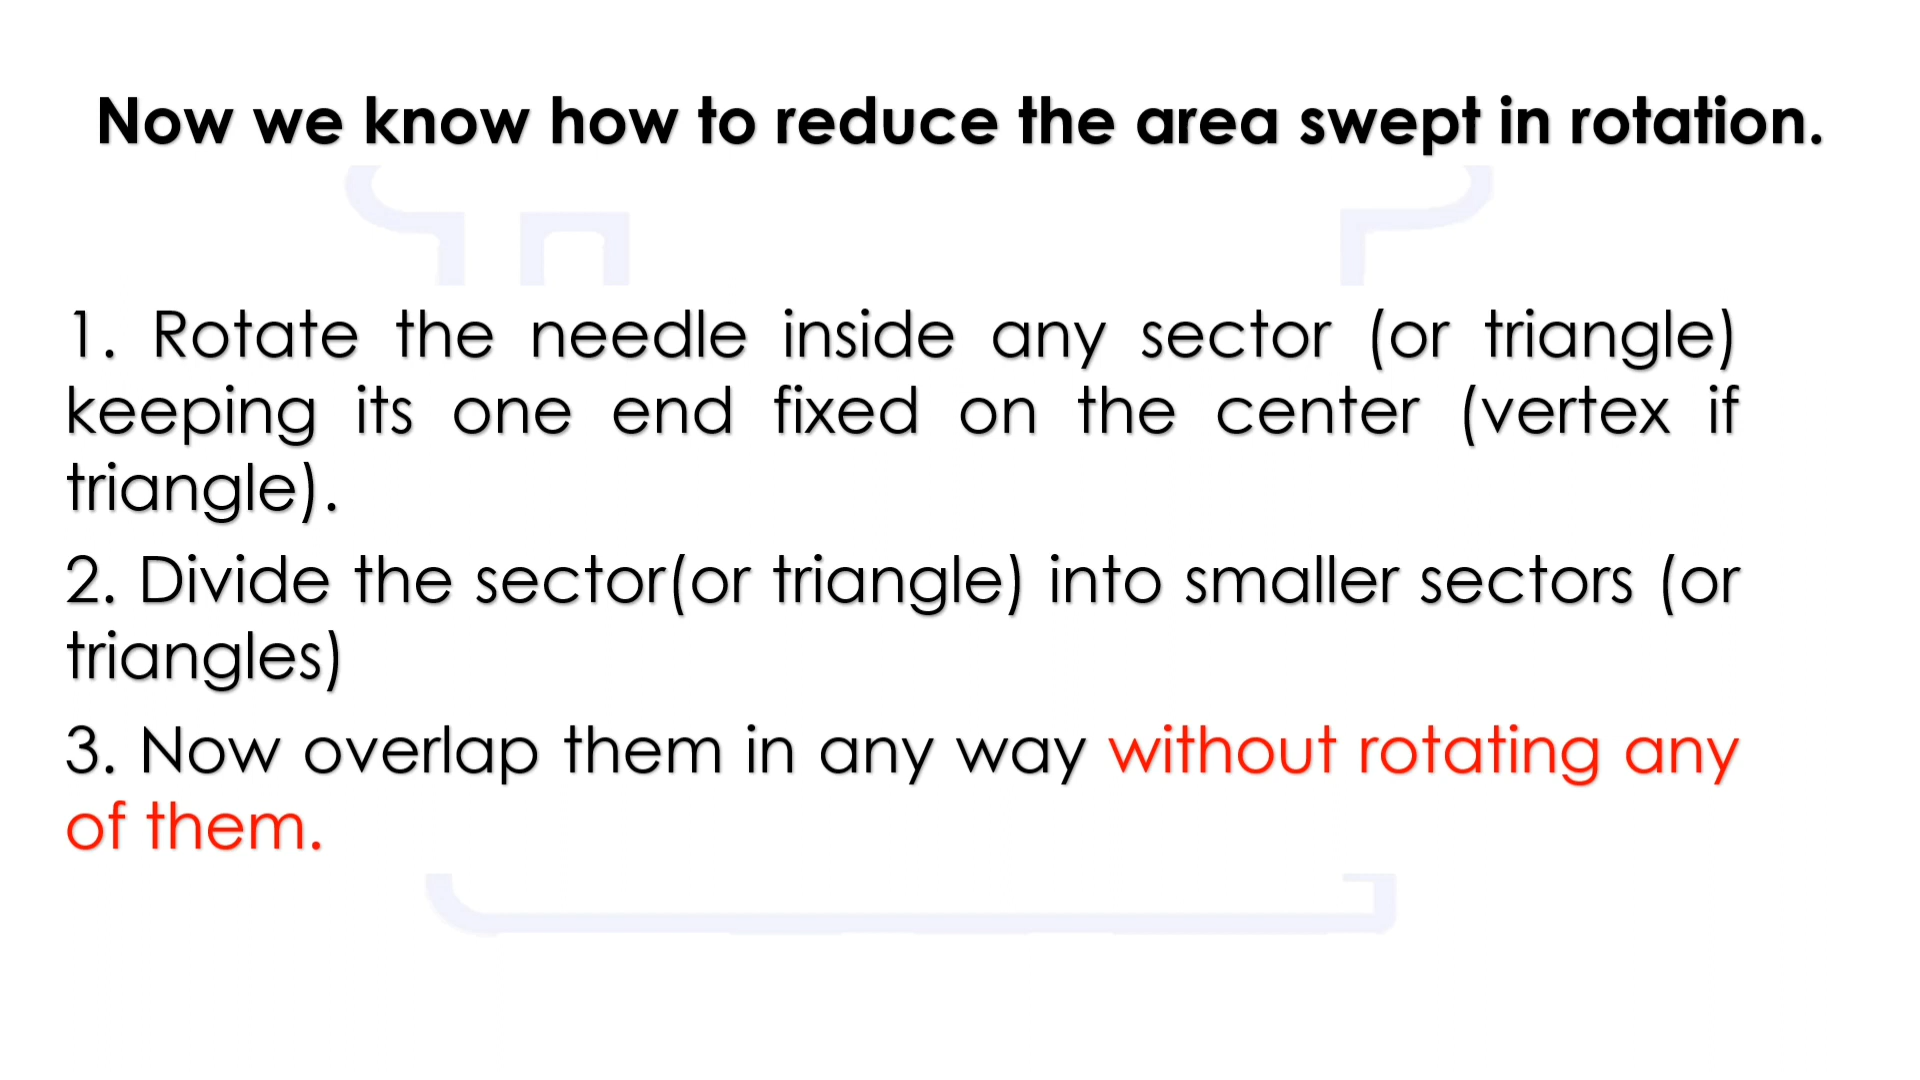 Now we know how to reduce the area swept in rotation.
1. Rotate the needle inside any sector (or triangle)
keeping its one end fixed on the center (vertex if
triangle).
2. Divide the sector(or triangle) into smaller sectors (or
triangles)
3. Now overlap them in any way without rotating any
of them.